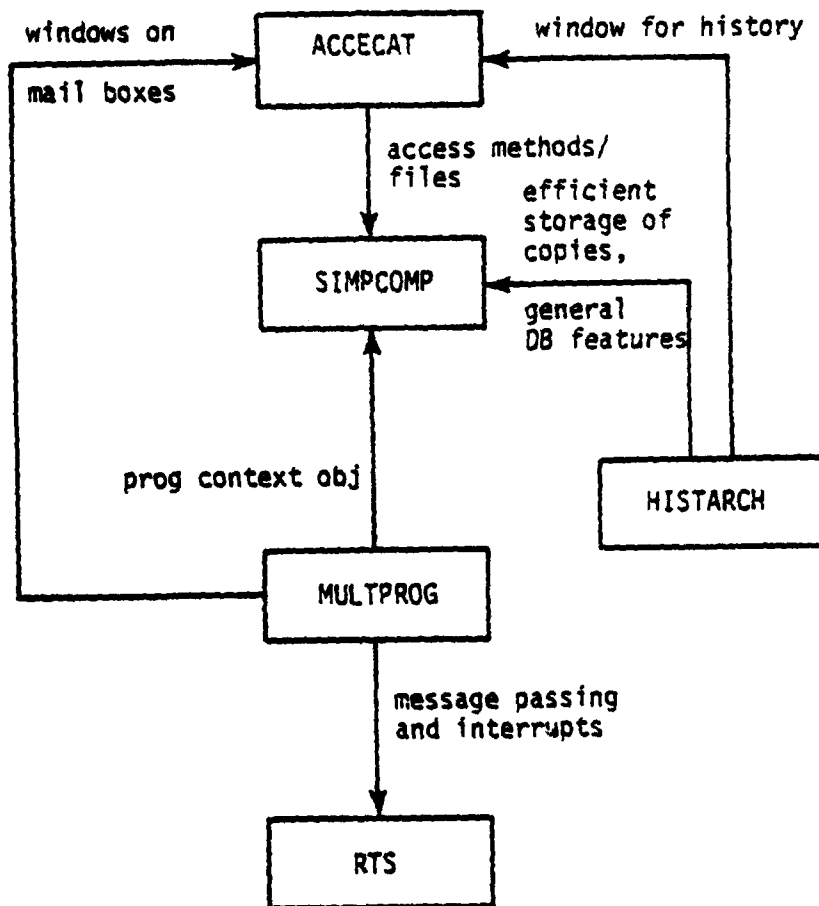 windows on
mail boxes
ACCECAT
window for history
access methods/
files
efficient
storage of
copies,
SIMPCOMP
general
DB features
prog context obj
HISTARCH
MULTPROG
message passing
and interrupts
RTS